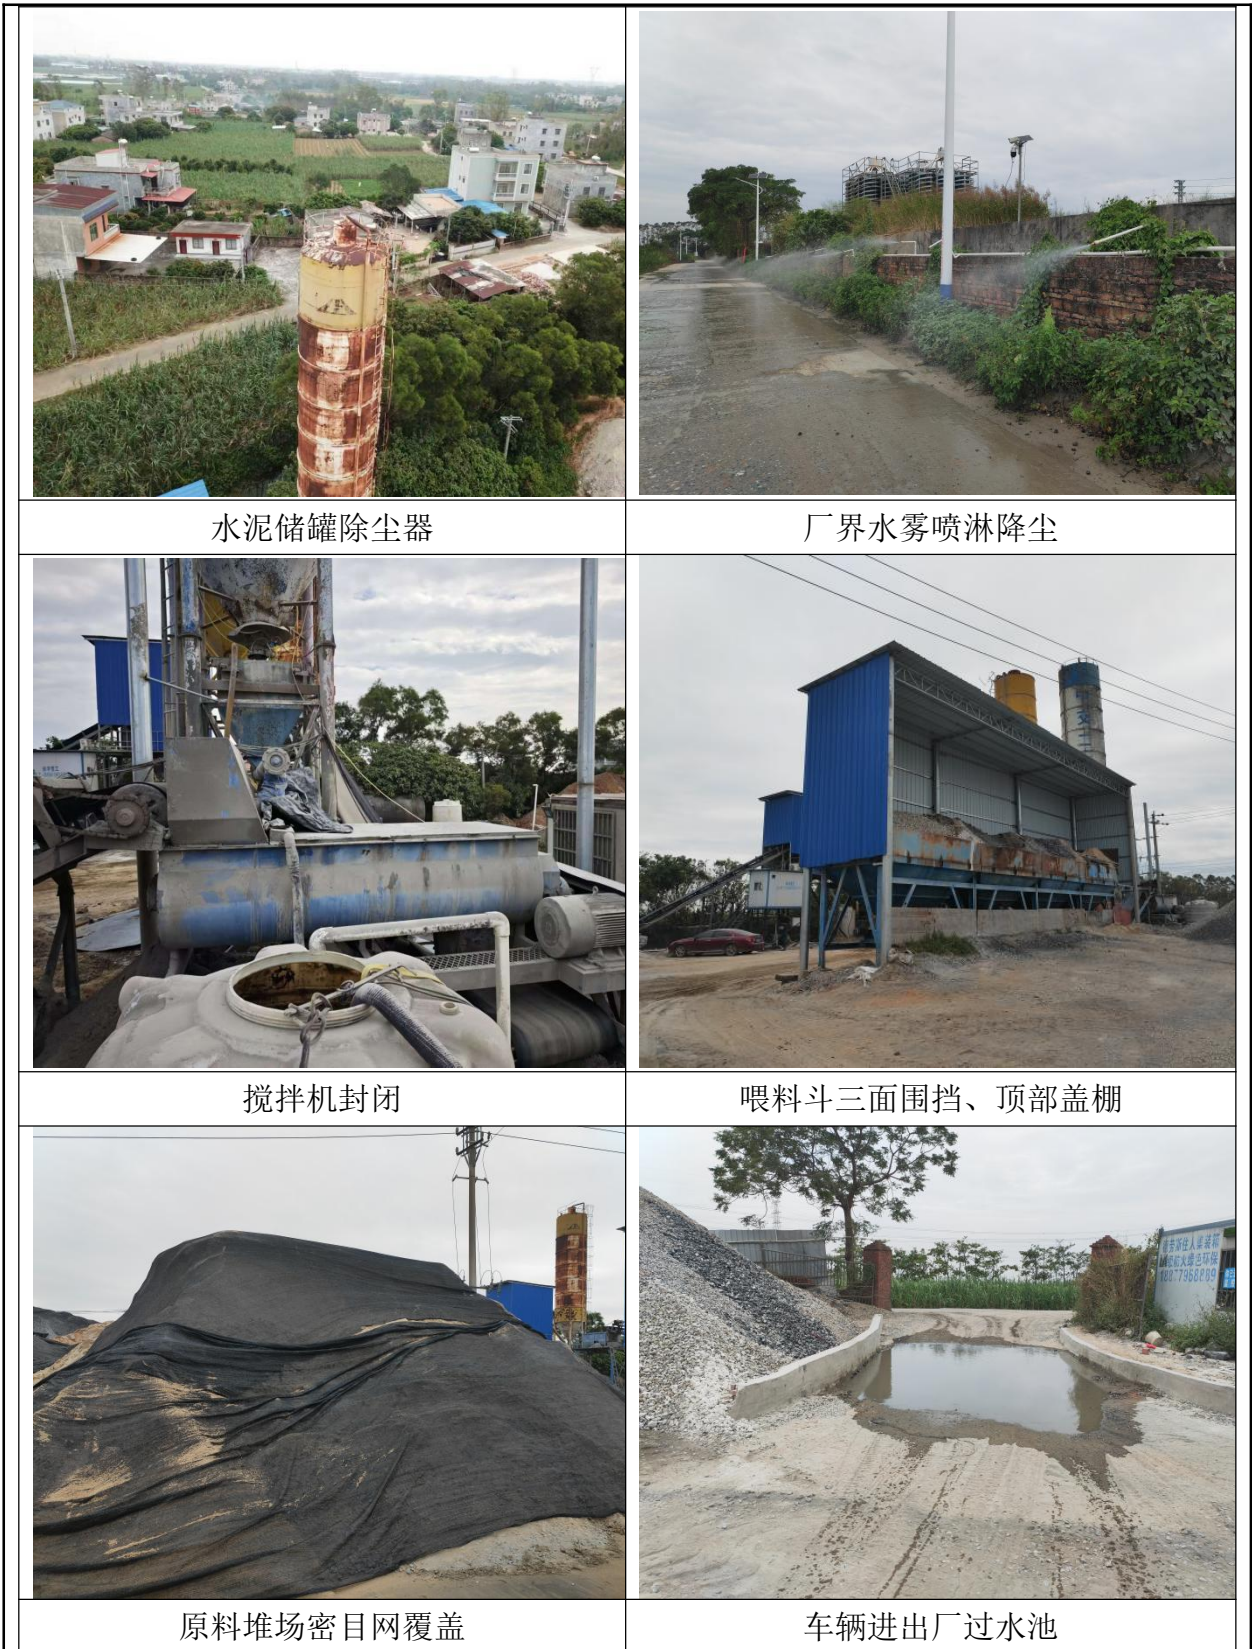 水泥储罐除尘器
厂界水雾喷淋降尘
搅拌机封闭
喂料斗三面围挡、顶部盖棚
原料堆场密目网覆盖
车辆进出厂过水池